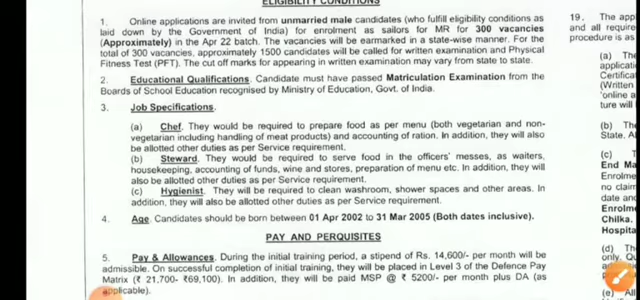 ELIGIBILITY CONDITIONS
1. Online applications are invited from unmarried male candidates (who fulfill eligibility conditions as
laid down by the Government of India) for enrolment as sailors for MR for 300 vacancies
(Approximately) in the Apr 22 batch. The vacancies will be earmarked in a state-wise manner. For the
total of 300 vacancies, approximately 1500 candidates will be called for written examination and Physical
Fitness Test (PFT). The cut off marks for appearing in written examination may vary from state to state.
2. Educational Qualifications. Candidate must have passed Matriculation Examination from the
Boards of School Education recognised by Ministry of Education, Govt. of India.
3. Job Specifications.
(a) Chef. They would be required to prepare food as per menu (both vegetarian and non-
vegetarian including handling of meat products) and accounting of ration. In addition, they will also
be allotted other duties as per Service requirement.
(b) Steward. They would be required to serve food in the officers' messes, as waiters,
housekeeping, accounting of funds, wine and stores, preparation of menu etc. In addition, they will
also be allotted other duties as per Service requirement.
(c) Hygienist. They will be required to clean washroom, shower spaces and other areas. In
addition, they will also be allotted other duties as per Service requirement.
4. Age. Candidates should be born between 01 Apr 2002 to 31 Mar 2005 (Both dates inclusive).
PAY AND PERQUISITES
5. Pay & Allowances. During the initial training period, a stipend of Rs. 14,600/- per month will be
admissible. On successful completion of initial training, they will be placed in Level 3 of the Defence Pay
Matrix (₹ 21,700- ₹69,100). In addition, they will be paid MSP @ ₹ 5200/- per month plus DA (as
applicable).
19. The app
and all require
procedure is as
(a) The
applicati
Certifica
(Written
'online a
ture will
(b) The
State. A
(c) T
End Ma
Enrolme
no claim
date and
Enrolme
Chilka.
Hospita
(d) Th
only. Qu
(e) All